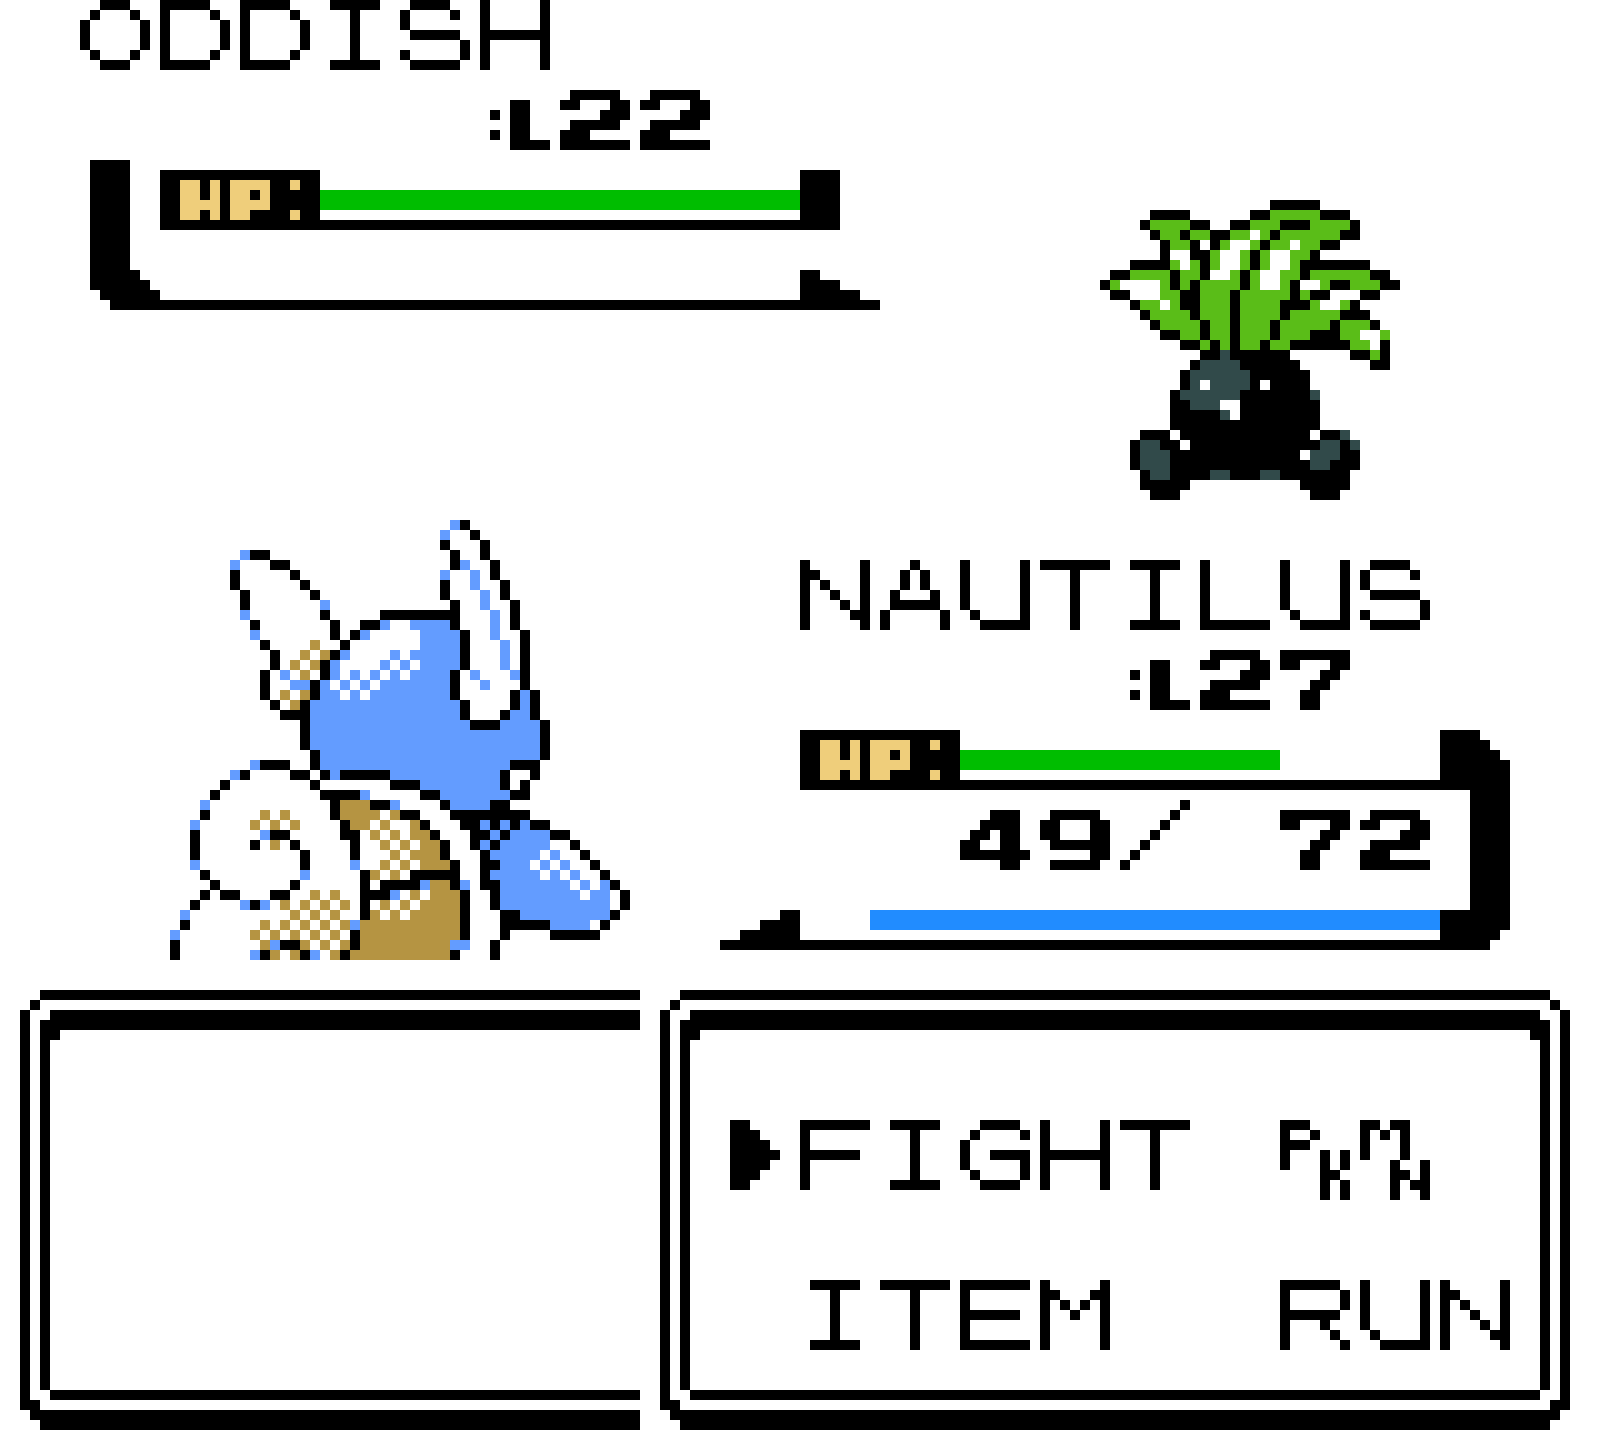 ODDISH
:L22
HP:
NAUTILUS
:L27
HP:
49/ 72
▶FIGHT PKMN
ITEM RUN